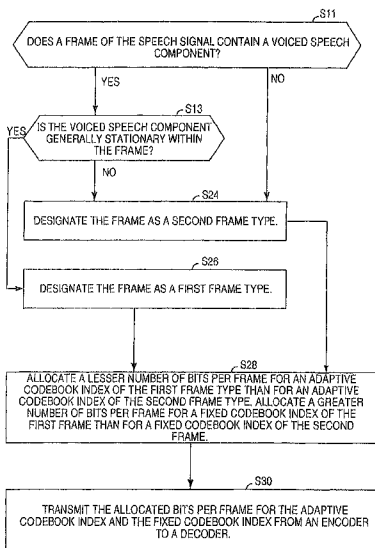 S11
DOES A FRAME OF THE SPEECH SIGNAL CONTAIN A VOICED SPEECH
COMPONENT?
YES
NO
S13
YES
IS THE VOICED SPEECH COMPONENT
GENERALLY STATIONARY WITHIN
THE FRAME?
NO
S24
DESIGNATE THE FRAME AS A SECOND FRAME TYPE.
S26
DESIGNATE THE FRAME AS A FIRST FRAME TYPE.
S28
ALLOCATE A LESSER NUMBER OF BITS PER FRAME FOR AN ADAPTIVE
CODEBOOK INDEX OF THE FIRST FRAME TYPE THAN FOR AN ADAPTIVE
CODEBOOK INDEX OF THE SECOND FRAME TYPE. ALLOCATE A GREATER
NUMBER OF BITS PER FRAME FOR A FIXED CODEBOOK INDEX OF THE
FIRST FRAME THAN FOR A FIXED CODEBOOK INDEX OF THE SECOND
FRAME.
S30
TRANSMIT THE ALLOCATED BITS PER FRAME FOR THE ADAPTIVE
CODEBOOK INDEX AND THE FIXED CODEBOOK INDEX FROM AN ENCODER
TO A DECODER.